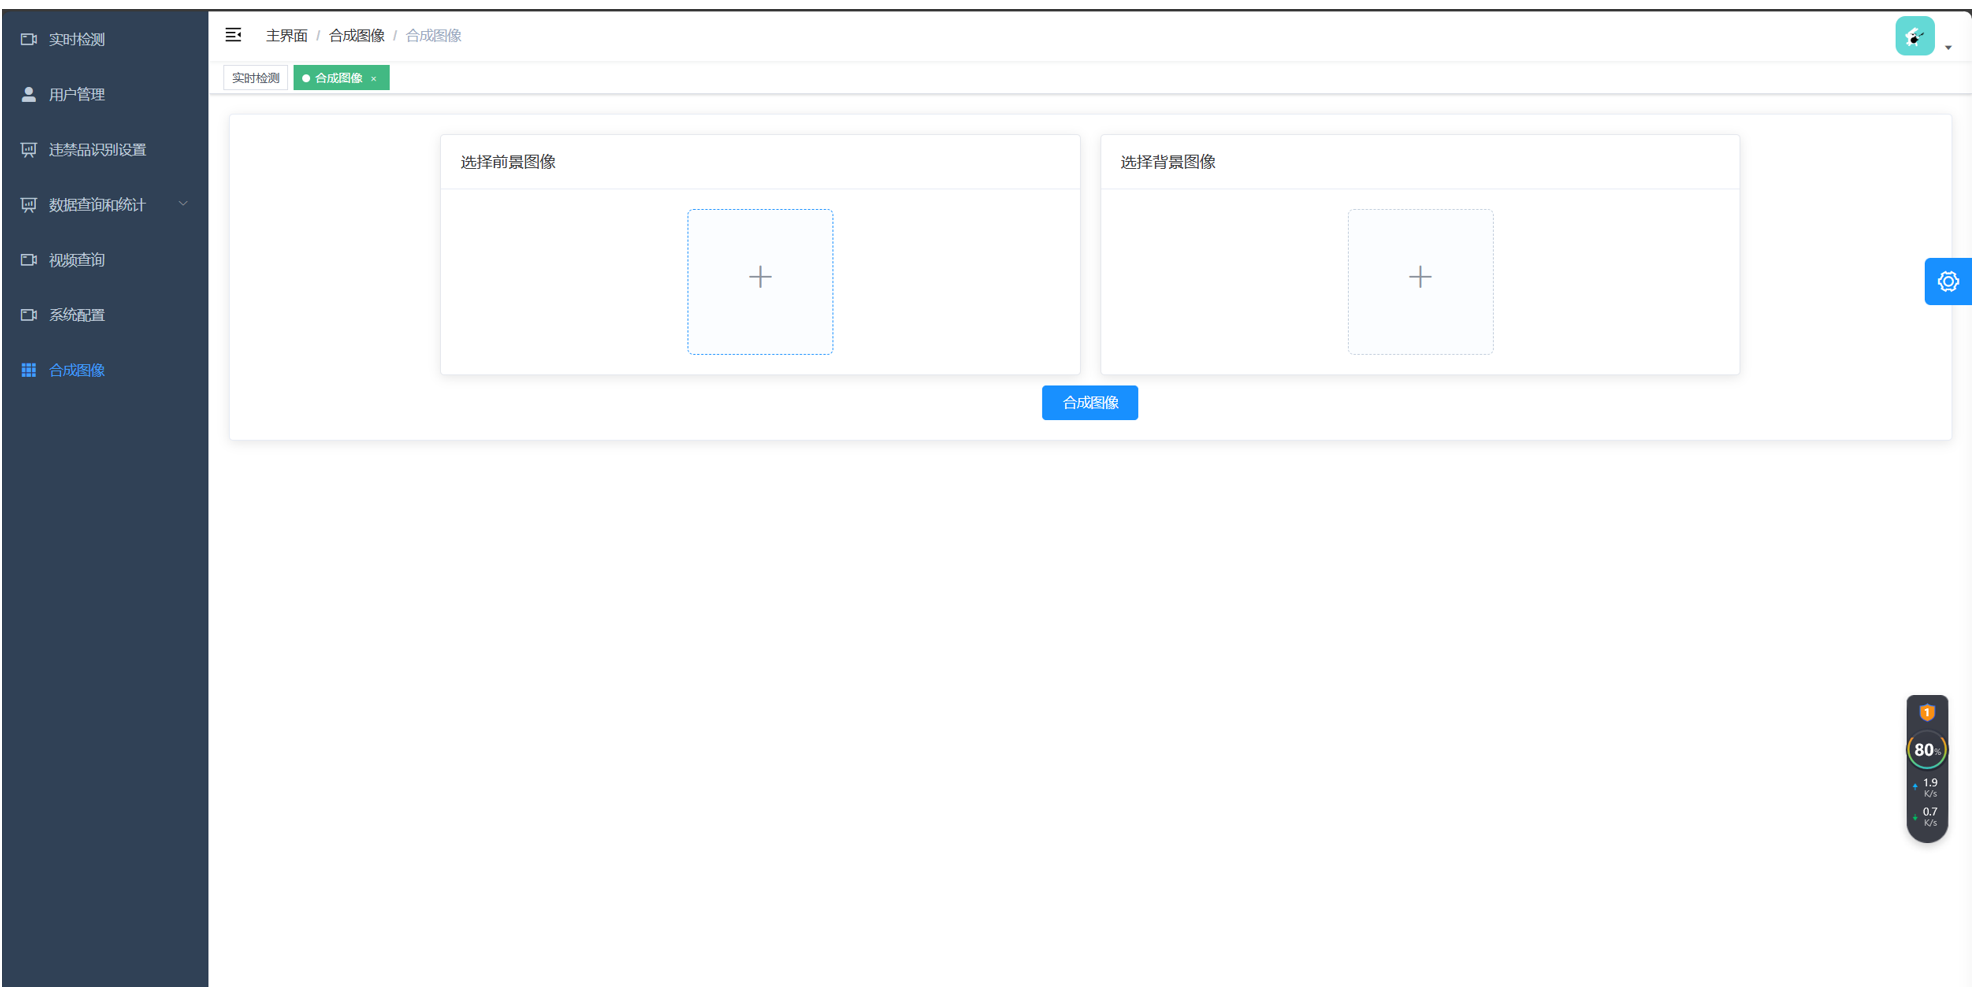 实时检测
用户管理
违禁品识别设置
数据查询和统计
视频查询
系统配置
合成图像
主界面 / 合成图像 / 合成图像
实时检测 合成图像 ×
选择前景图像
选择背景图像
合成图像
1
80%
1.9
K/s
0.7
K/s